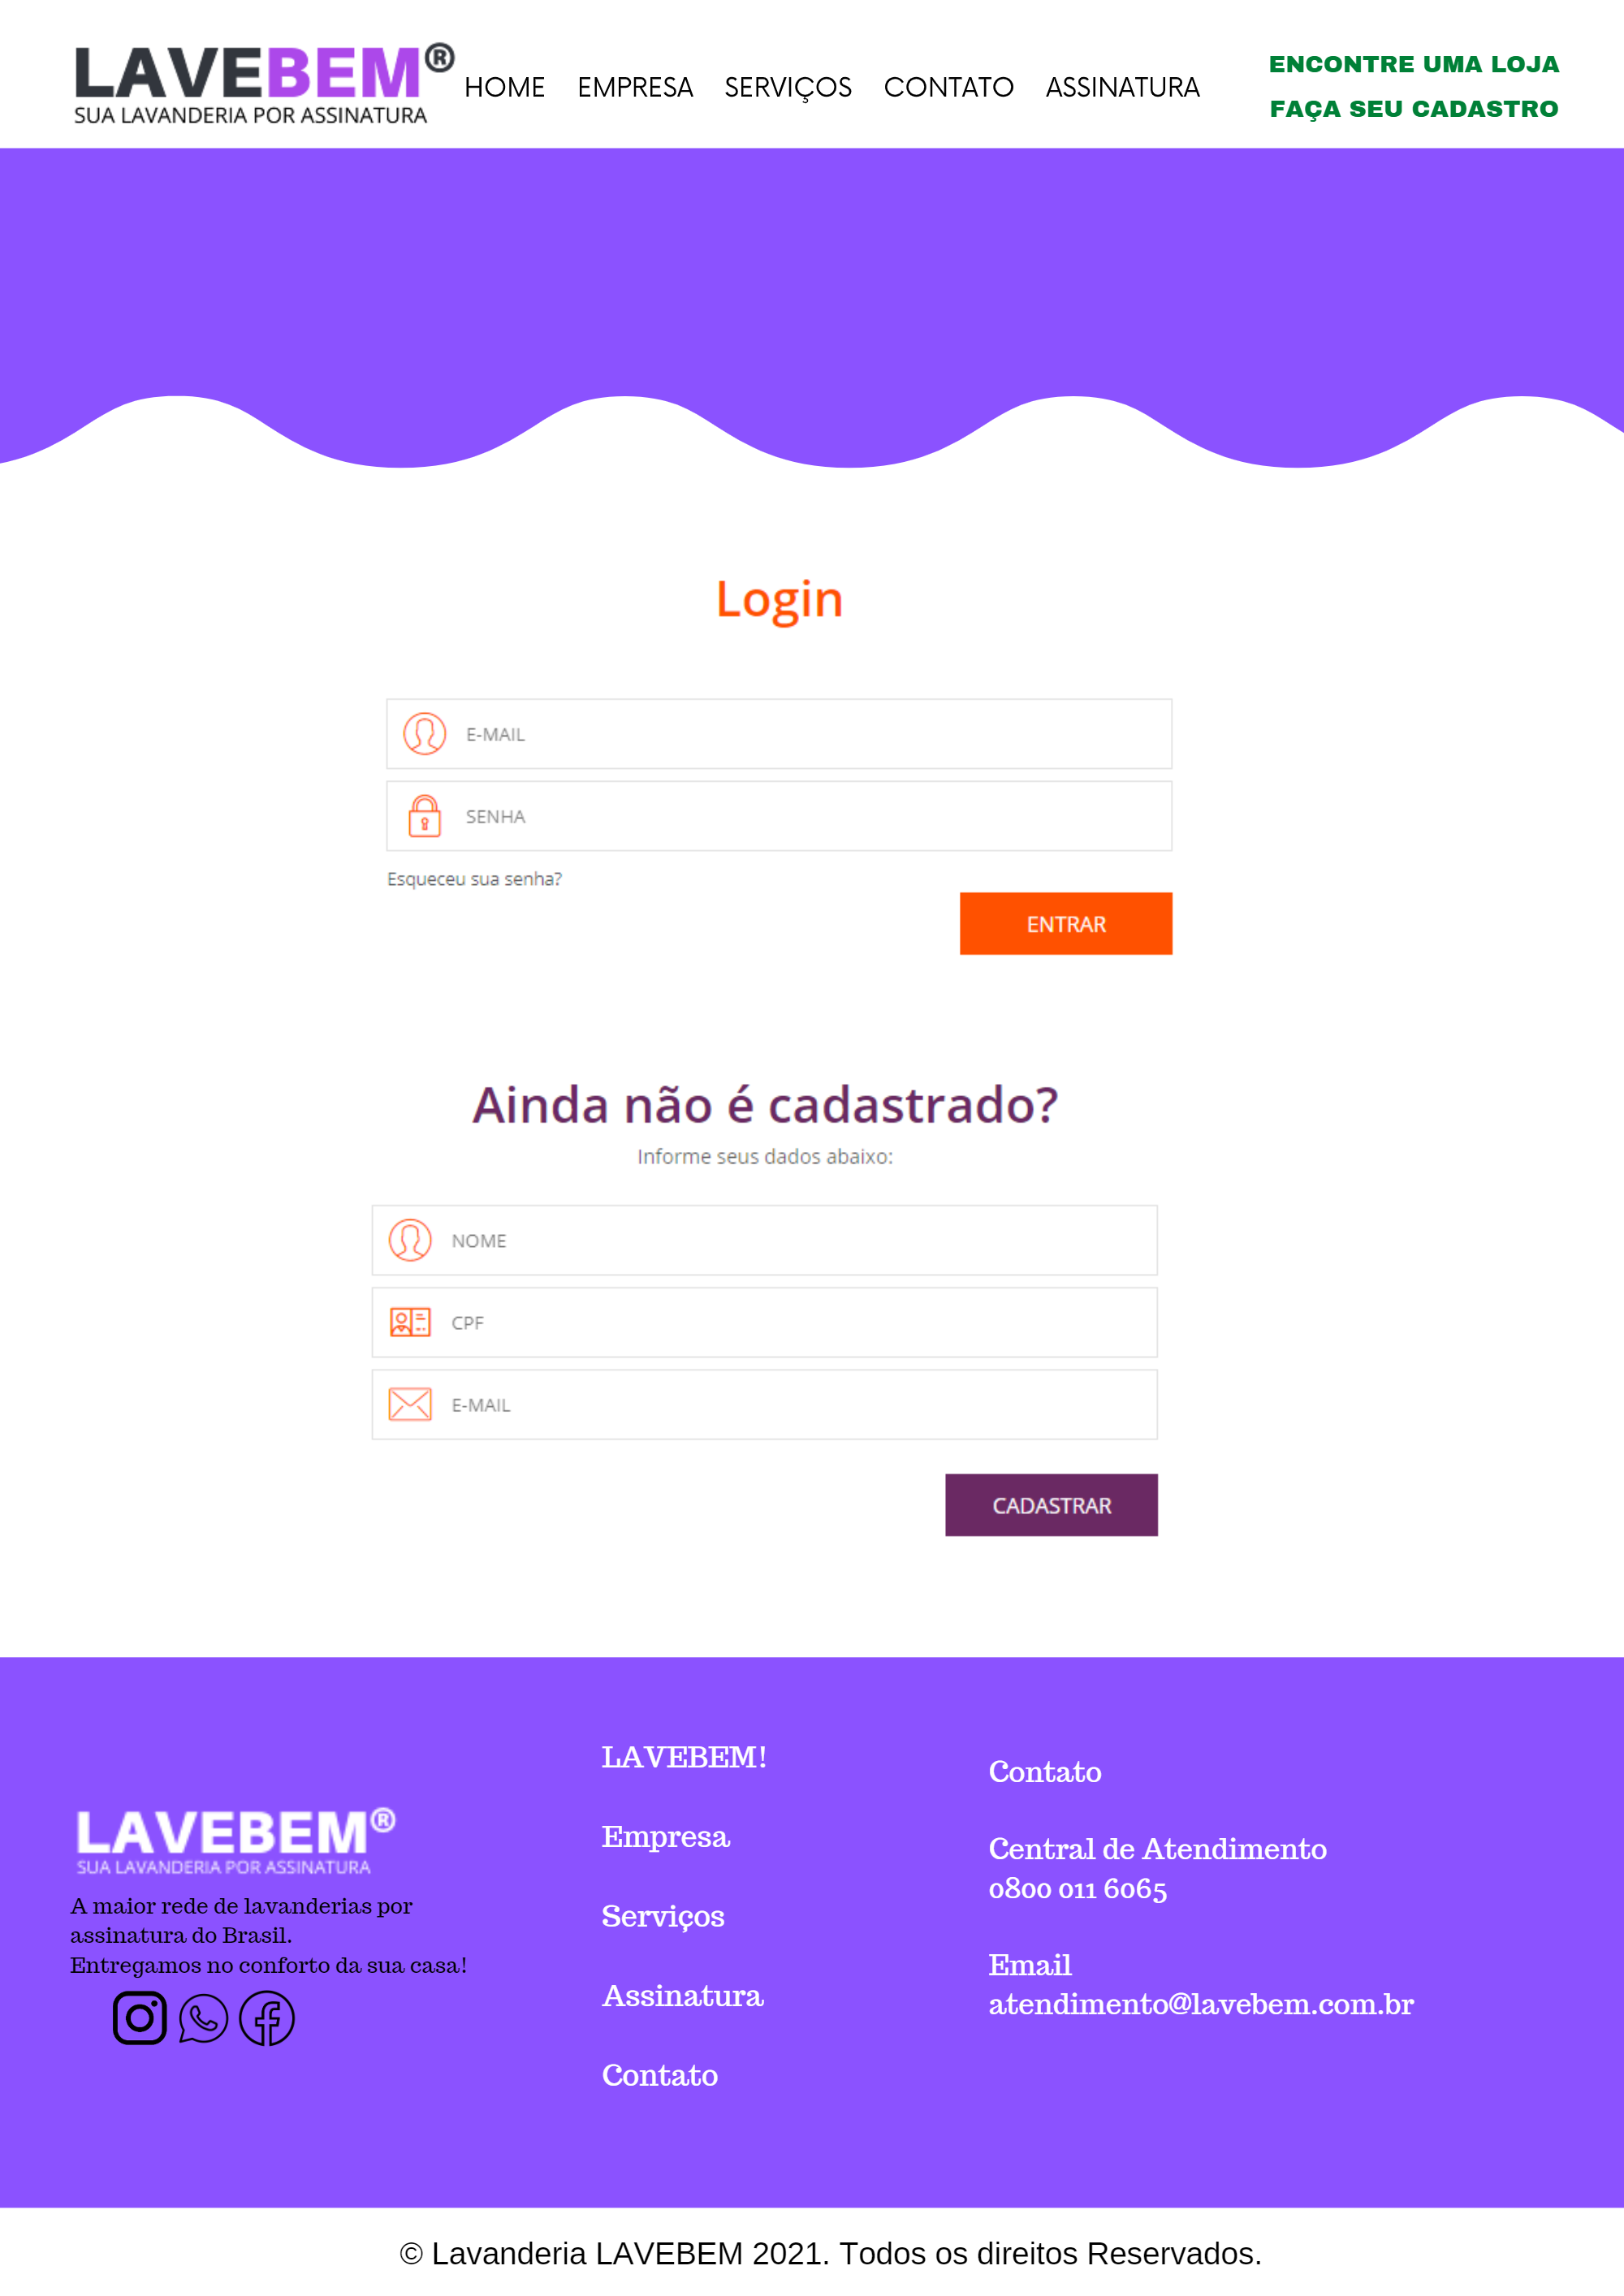 LAVEBEM®
SUA LAVANDERIA POR ASSINATURA
HOME EMPRESA SERVIÇOS CONTATO ASSINATURA
ENCONTRE UMA LOJA
FAÇA SEU CADASTRO
Login
E-MAIL
SENHA
Esqueceu sua senha?
ENTRAR
Ainda não é cadastrado?
Informe seus dados abaixo:
NOME
CPF
E-MAIL
CADASTRAR
LAVEBEM®
SUA LAVANDERIA POR ASSINATURA
A maior rede de lavanderias por
assinatura do Brasil.
Entregamos no conforto da sua casa!
LAVEBEM!
Empresa
Serviços
Assinatura
Contato
Contato
Central de Atendimento
0800 011 6065
Email
atendimento@lavebem.com.br
© Lavanderia LAVEBEM 2021. Todos os direitos Reservados.